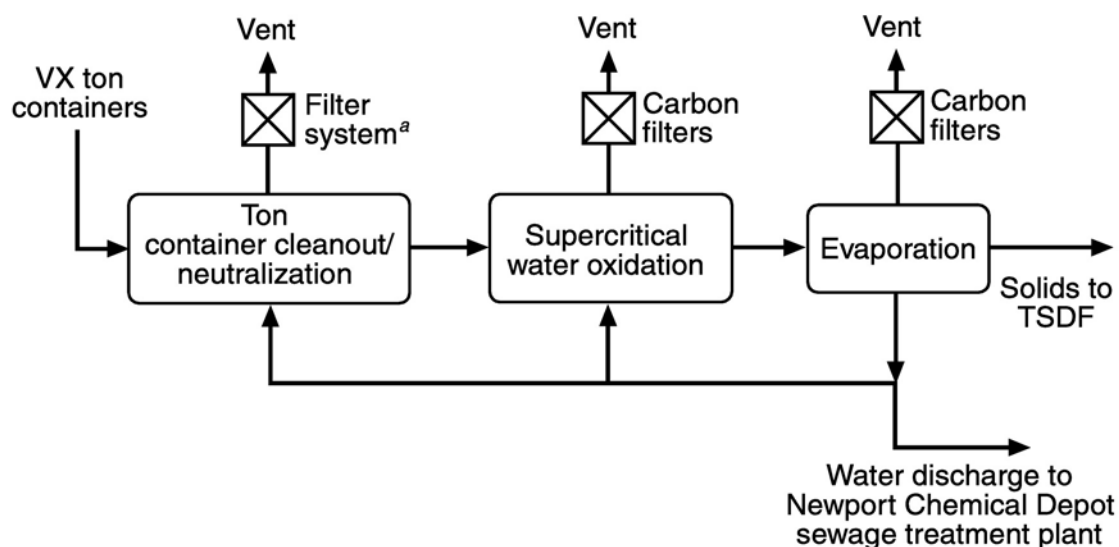 Vent
Vent
Vent
VX ton
containers
Filter
systemᵃ
Carbon
filters
Carbon
filters
Ton
container cleanout/
neutralization
Supercritical
water oxidation
Evaporation
Solids to
TSDF
Water discharge to
Newport Chemical Depot
sewage treatment plant